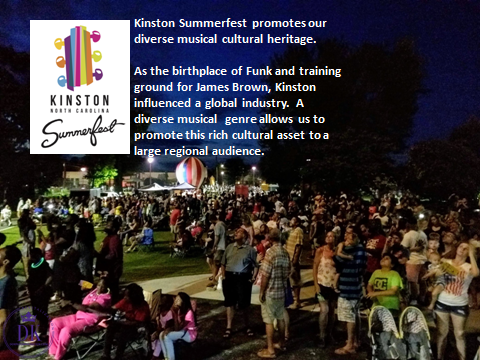 Kinston Summerfest promotes our
diverse musical cultural heritage.
As the birthplace of Funk and training
ground for James Brown, Kinston
influenced a global industry. A
diverse musical genre allows us to
promote this rich cultural asset to a
large regional audience.
KINSTON
NORTH CAROLINA
Summerfest